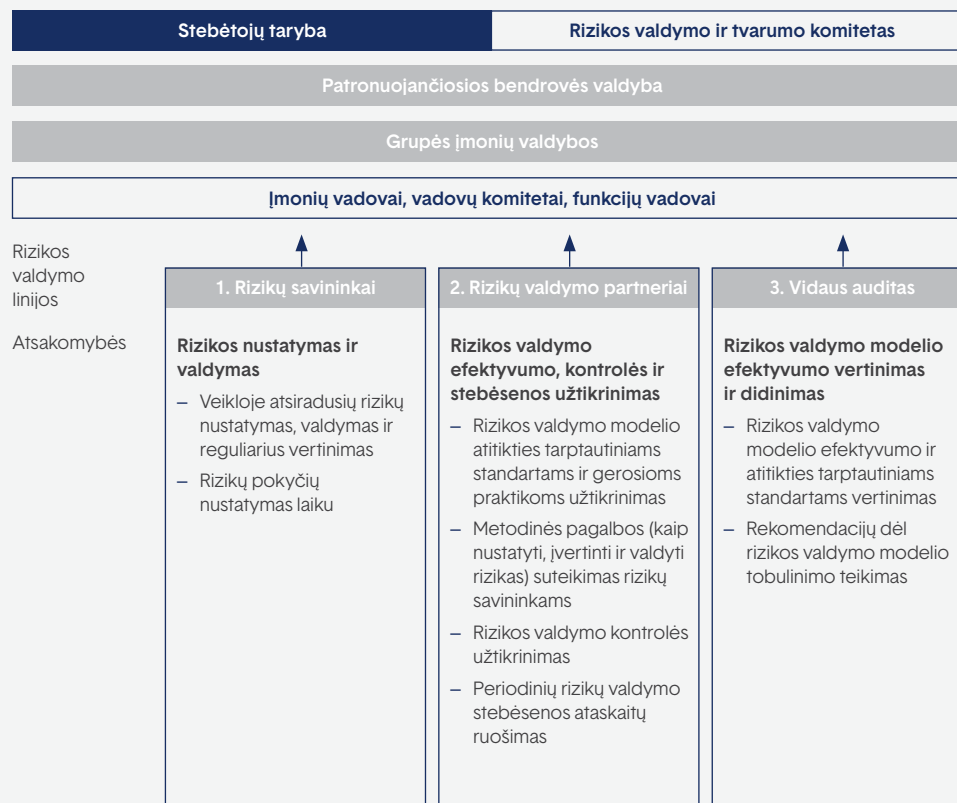 Stebėtojų taryba
Rizikos valdymo ir tvarumo komitetas
Patronuojančiosios bendrovės valdyba
Grupės įmonių valdybos
Įmonių vadovai, vadovų komitetai, funkcijų vadovai
Rizikos
valdymo
linijos
1. Rizikų savininkai
2. Rizikų valdymo partneriai
3. Vidaus auditas
Atsakomybės
Rizikos nustatymas ir
valdymas
– Veikloje atsiradusių rizikų
nustatymas, valdymas ir
reguliarus vertinimas
– Rizikų pokyčių
nustatymas laiku
Rizikos valdymo
efektyvumo, kontrolės ir
stebėsenos užtikrinimas
– Rizikos valdymo modelio
atitikties tarptautiniams
standartams ir gerosioms
praktikoms užtikrinimas
– Metodinės pagalbos (kaip
nustatyti, įvertinti ir valdyti
rizikas) suteikimas rizikų
savininkams
– Rizikos valdymo kontrolės
užtikrinimas
– Periodinių rizikų valdymo
stebėsenos ataskaitų
ruošimas
Rizikos valdymo modelio
efektyvumo vertinimas
ir didinimas
– Rizikos valdymo
modelio efektyvumo ir
atitikties tarptautiniams
standartams vertinimas
– Rekomendacijų dėl
rizikos valdymo modelio
tobulinimo teikimas